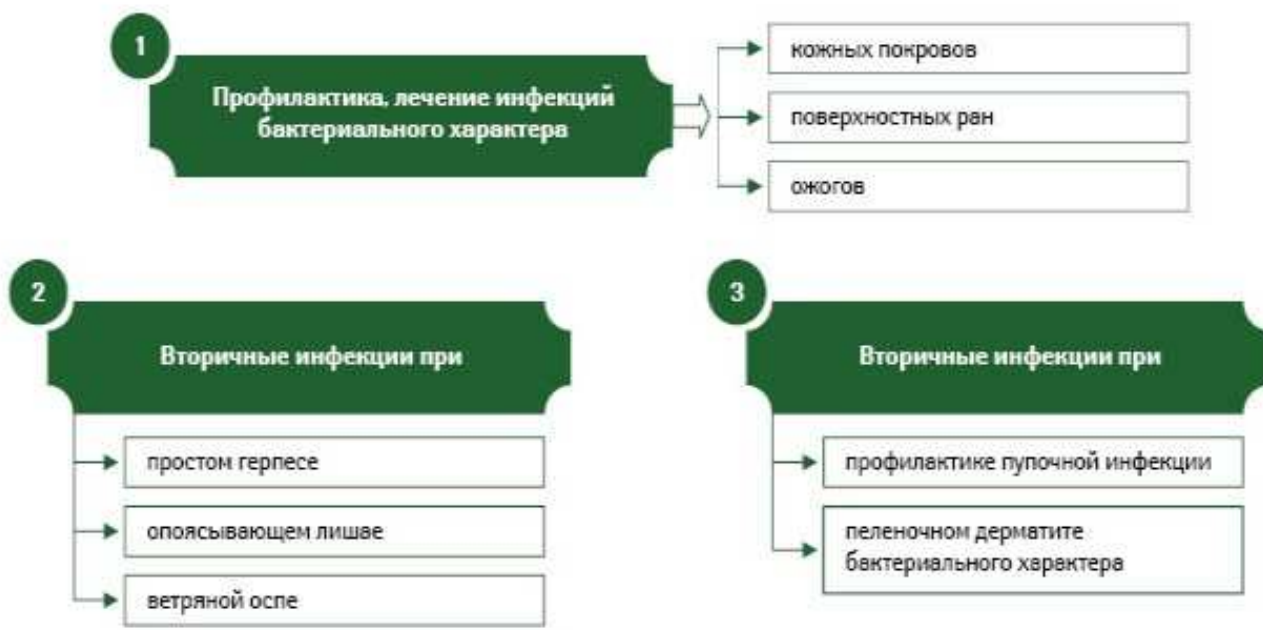 1
Профилактика, лечение инфекций
бактериального характера
кожных покровов
поверхностных ран
ожогов
2
Вторичные инфекции при
простом герпесе
опоясывающем лишае
ветряной оспе
3
Вторичные инфекции при
профилактике пупочной инфекции
пеленочном дерматите
бактериального характера